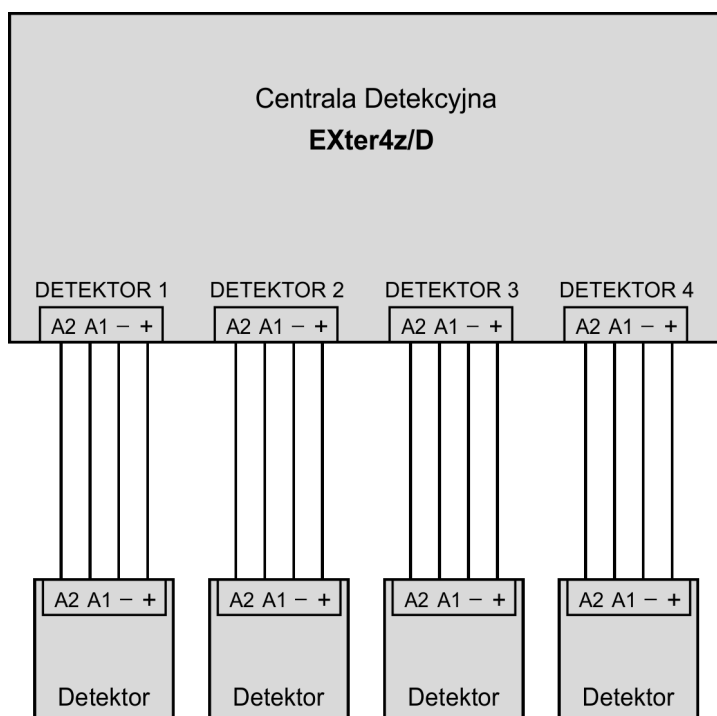 Centrala Detekcyjna
EXter4z/D
DETEKTOR 1 DETEKTOR 2 DETEKTOR 3 DETEKTOR 4
A2 A1 − + A2 A1 − + A2 A1 − + A2 A1 − +
A2 A1 − + A2 A1 − + A2 A1 − + A2 A1 − +
Detektor Detektor Detektor Detektor